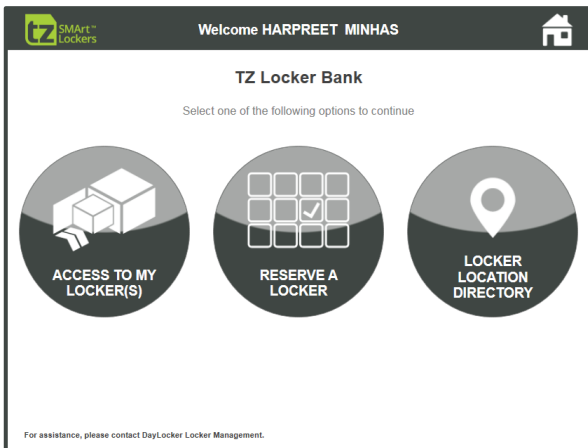 tz SMArt™
Lockers
Welcome HARPREET MINHAS
TZ Locker Bank
Select one of the following options to continue
ACCESS TO MY
LOCKER(S)
RESERVE A
LOCKER
LOCKER
LOCATION
DIRECTORY
For assistance, please contact DayLocker Locker Management.